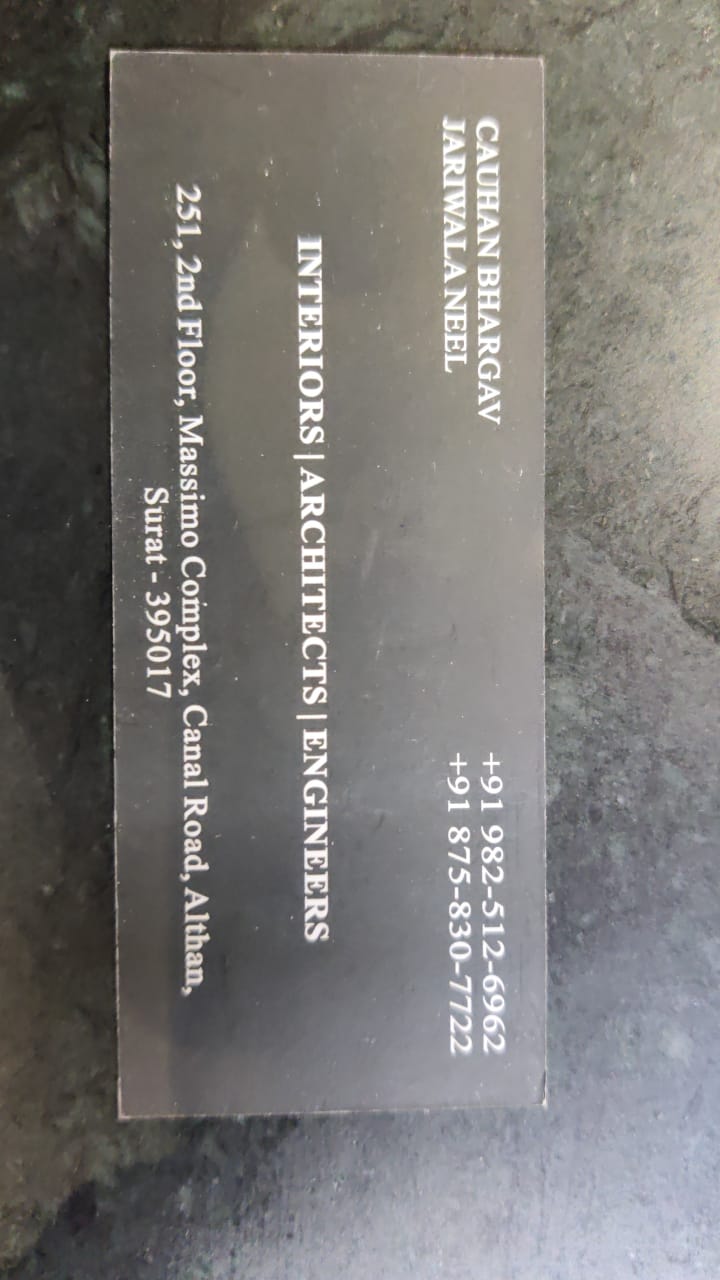 CAUHAN BHARGAV
JARIWALA NEEL
+91 982-512-6962
+91 875-830-7722
INTERIORS | ARCHITECTS | ENGINEERS
251, 2nd Floor, Massimo Complex, Canal Road, Althan,
Surat - 395017